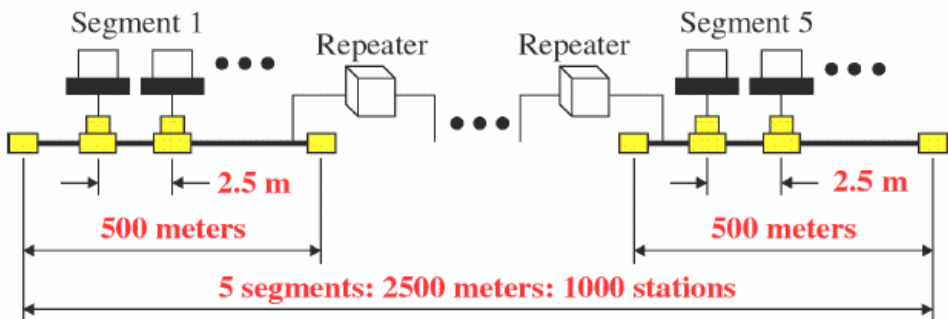 Segment 1
Repeater
Repeater
Segment 5
2.5 m
2.5 m
500 meters
500 meters
5 segments: 2500 meters: 1000 stations